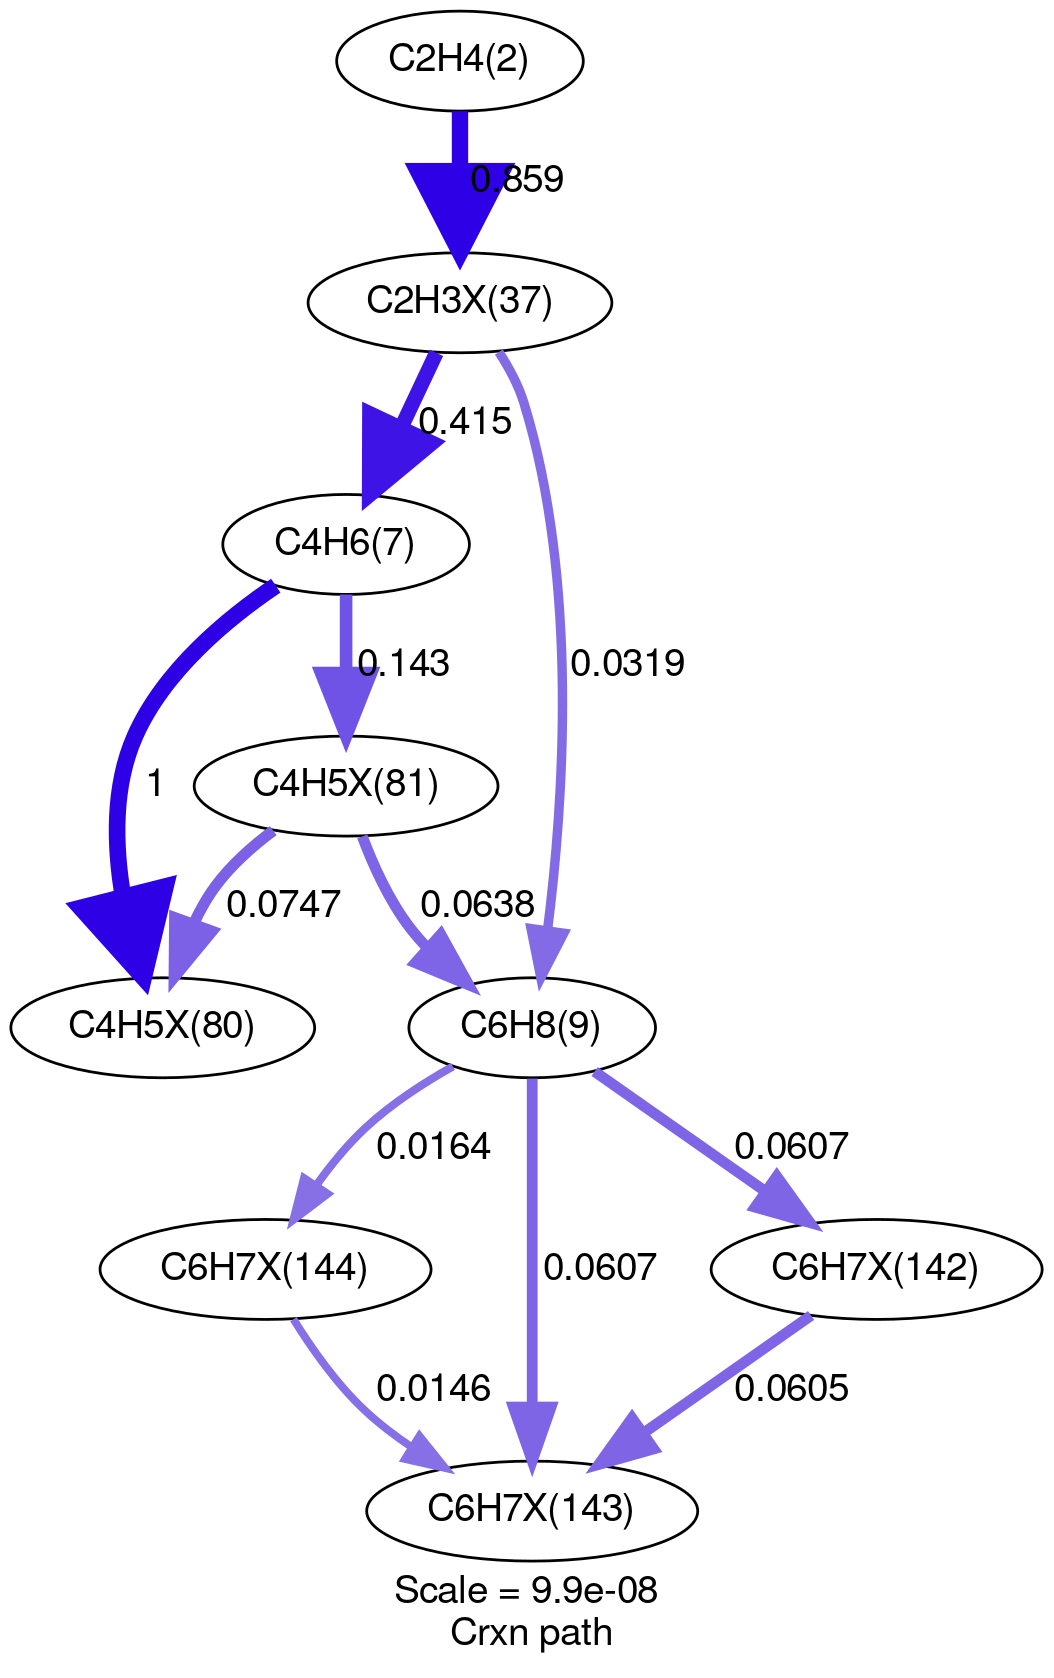 C2H4(2)
0.859
C2H3X(37)
0.415
C4H6(7)
0.143
0.0319
C4H5X(81)
1
0.0747
0.0638
C4H5X(80)
C6H8(9)
0.0164
0.0607
C6H7X(144)
0.0607
C6H7X(142)
0.0146
0.0605
C6H7X(143)
Scale = 9.9e-08
Crxn path